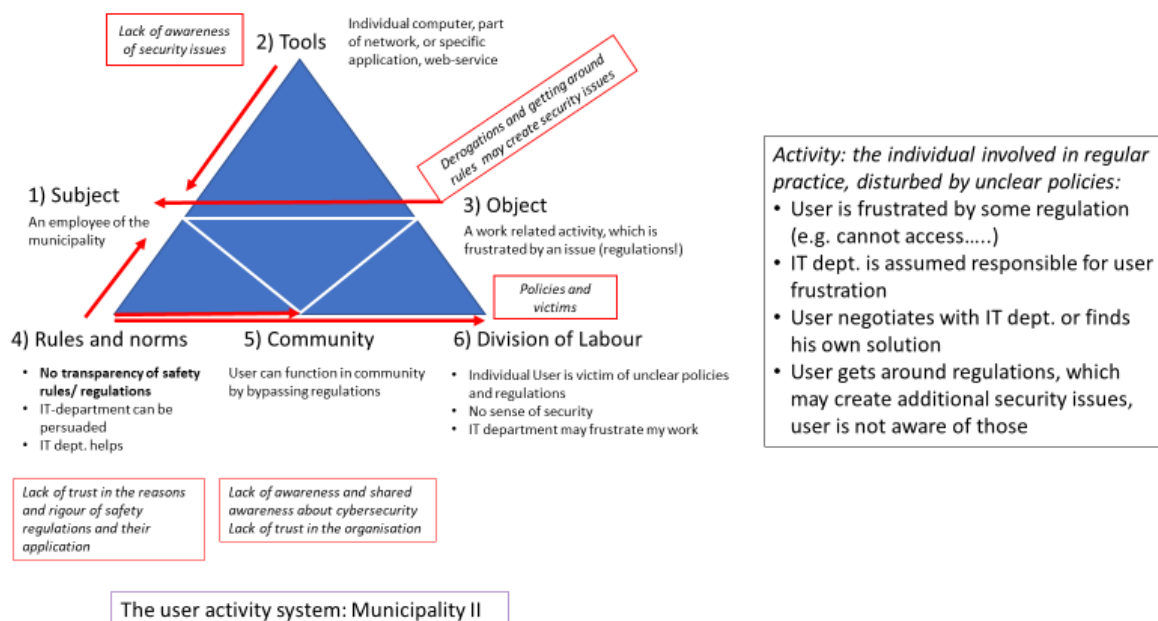 Lack of awareness
of security issues
2) Tools
Individual computer, part
of network, or specific
application, web-service
Derogations and getting around
rules may create security issues
1) Subject
An employee of the
municipality
3) Object
A work related activity, which is
frustrated by an issue (regulations!)
Policies and
victims
4) Rules and norms
• No transparency of safety
rules/ regulations
• IT-department can be
persuaded
• IT dept. helps
5) Community
User can function in community
by bypassing regulations
6) Division of Labour
• Individual User is victim of unclear policies
and regulations
• No sense of security
• IT department may frustrate my work
Lack of trust in the reasons
and rigour of safety
regulations and their
application
Lack of awareness and shared
awareness about cybersecurity
Lack of trust in the organisation
Activity: the individual involved in regular
practice, disturbed by unclear policies:
• User is frustrated by some regulation
(e.g. cannot access…..)
• IT dept. is assumed responsible for user
frustration
• User negotiates with IT dept. or finds
his own solution
• User gets around regulations, which
may create additional security issues,
user is not aware of those
The user activity system: Municipality II